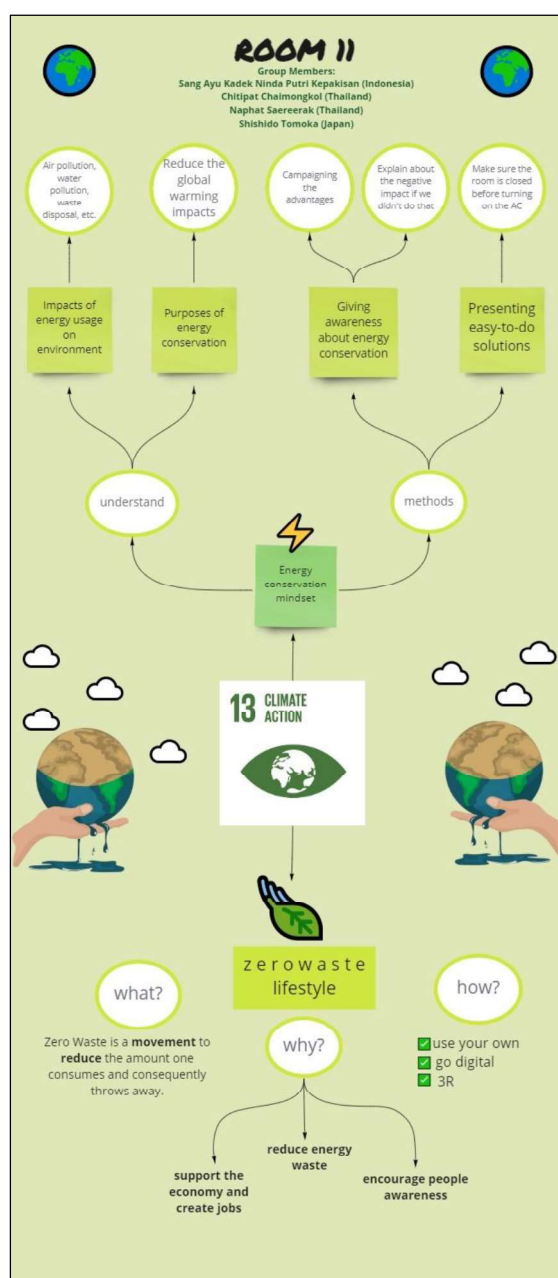 ROOM 11
Group Members:
Sang Ayu Kadek Ninda Putri Kepakisan (Indonesia)
Chitipat Chaimongkol (Thailand)
Naphat Saereerak (Thailand)
Shishido Tomoka (Japan)
Air pollution,
water
pollution,
waste
disposal, etc.
Reduce the
global
warming
impacts
Campaigning
the
advantages
Explain about
the negative
impact if we
didn't do that
Make sure the
room is closed
before turning
on the AC
Impacts of
energy usage
on
environment
Purposes of
energy
conservation
Giving
awareness
about energy
conservation
Presenting
easy-to-do
solutions
understand
methods
Energy
conservation
mindset
13 CLIMATE
ACTION
zerowaste
lifestyle
what?
Zero Waste is a movement to
reduce the amount one
consumes and consequently
throws away.
why?
reduce energy
waste
support the
economy and
create jobs
encourage people
awareness
how?
use your own
go digital
3R